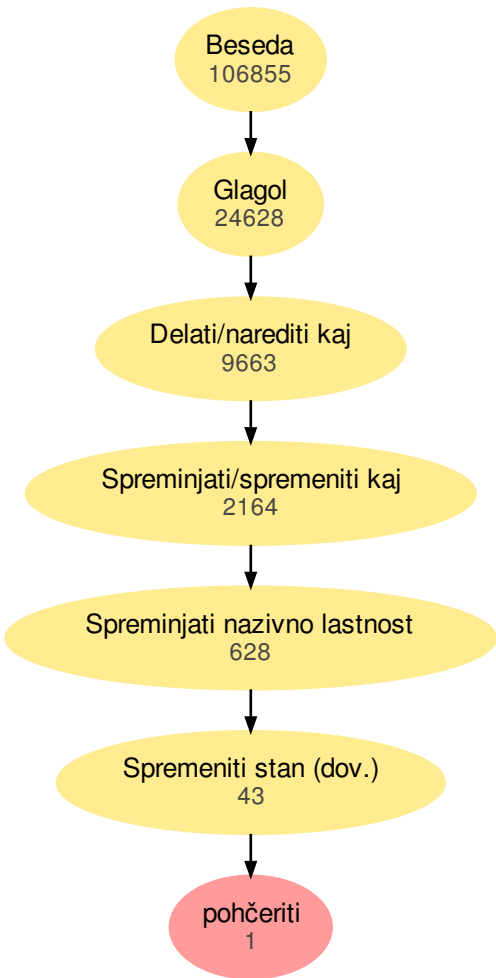 Beseda
106855
Glagol
24628
Delati/narediti kaj
9663
Spreminjati/spremeniti kaj
2164
Spreminjati nazivno lastnost
628
Spremeniti stan (dov.)
43
pohčeriti
1